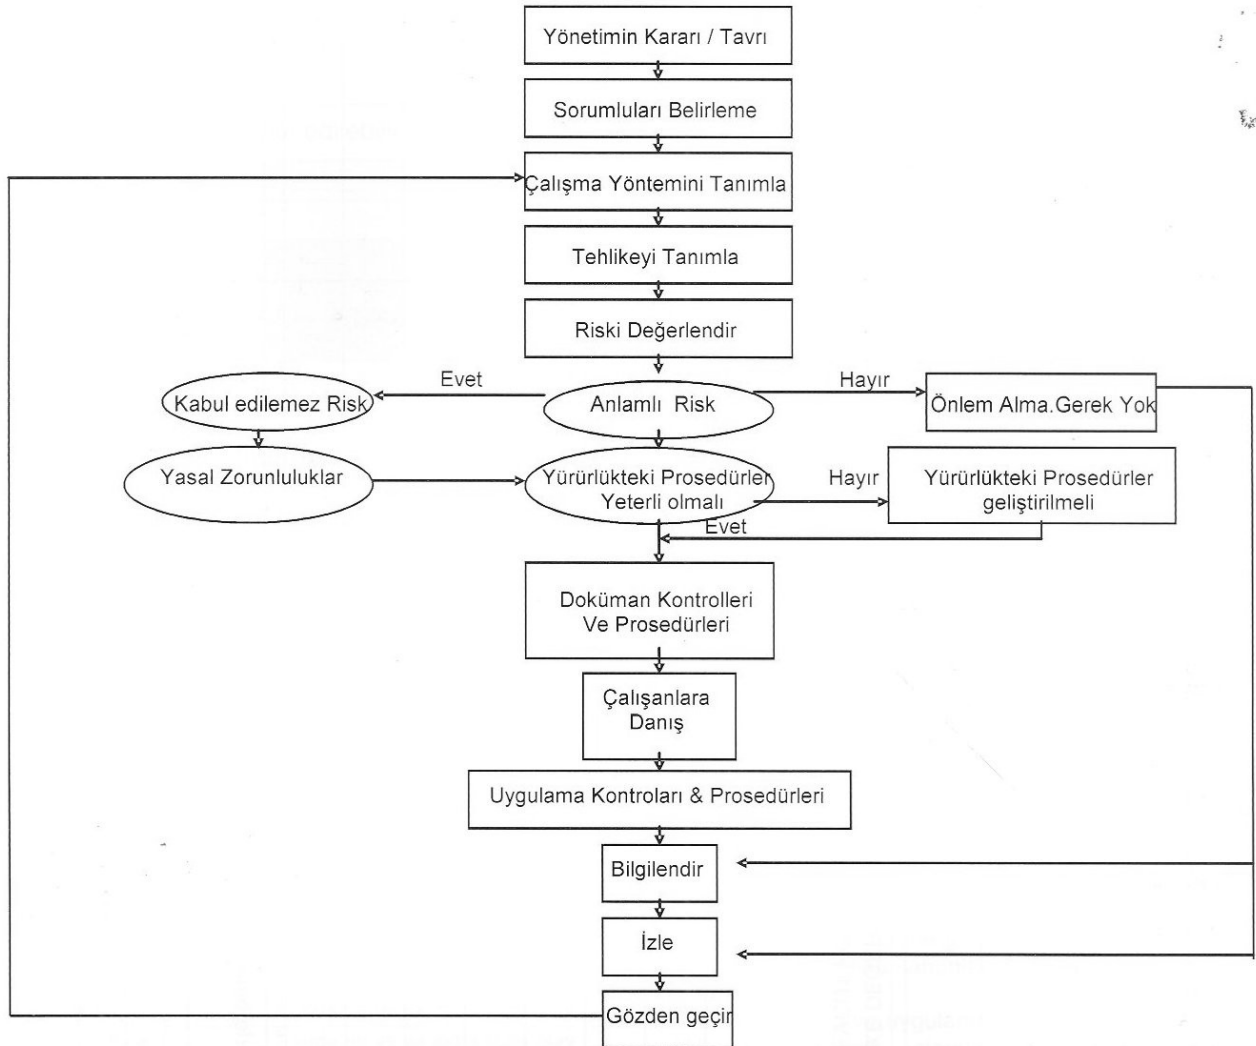 Yönetimin Kararı / Tavrı
Sorumluları Belirleme
Çalışma Yöntemini Tanımla
Tehlikeyi Tanımla
Riski Değerlendir
Evet
Hayır
Kabul edilemez Risk
Anlamlı Risk
Önlem Alma.Gerek Yok
Yasal Zorunluluklar
Yürürlükteki Prosedürler
Yeterli olmalı
Hayır
Yürürlükteki Prosedürler
geliştirilmeli
Evet
Doküman Kontrolleri
Ve Prosedürleri
Çalışanlara
Danış
Uygulama Kontroları & Prosedürleri
Bilgilendir
İzle
Gözden geçir